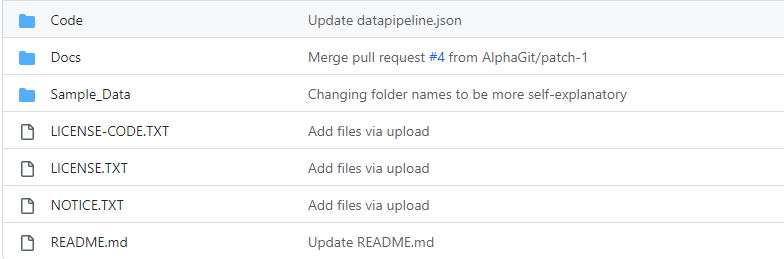 Code Update datapipeline.json
Docs Merge pull request #4 from AlphaGit/patch-1
Sample_Data Changing folder names to be more self-explanatory
LICENSE-CODE.TXT Add files via upload
LICENSE.TXT Add files via upload
NOTICE.TXT Add files via upload
README.md Update README.md